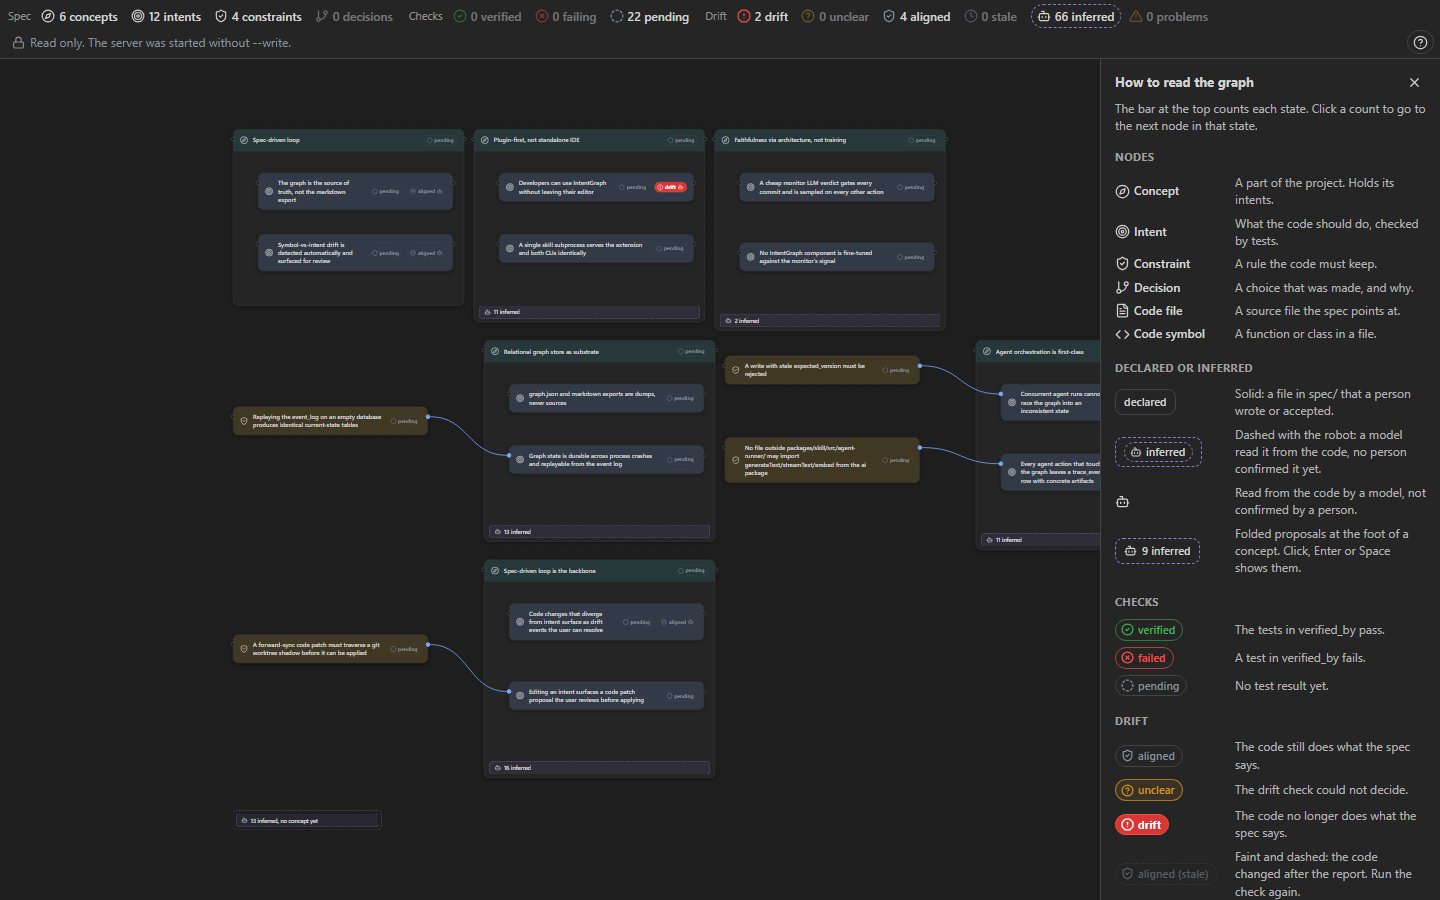 Spec 6 concepts 12 intents 4 constraints 0 decisions Checks 0 verified 0 failing 22 pending Drift 2 drift 0 unclear 4 aligned 0 stale 66 inferred 0 problems
Read only. The server was started without --write.
Spec-driven loop pending
The graph is the source of
truth, not the markdown
export
pending aligned
Symbol-vs-intent drift is
detected automatically and
surfaced for review
pending aligned
Plugin-first, not standalone IDE pending
Developers can use IntentGraph
without leaving their editor
pending drift
A single skill subprocess serves the extension
and both CLIs identically
pending
11 inferred
Faithfulness via architecture, not training pending
A cheap monitor LLM verdict gates every
commit and is sampled on every other action
pending
No IntentGraph component is fine-tuned
against the monitor's signal
pending
2 inferred
Replaying the event_log on an empty database
produces identical current-state tables
pending
Relational graph store as substrate pending
graph.json and markdown exports are dumps,
never sources
pending
Graph state is durable across process crashes
and replayable from the event log
pending
13 inferred
A write with stale expected_version must be
rejected
pending
No file outside packages/skill/src/agent-
runner/ may import
generateText/streamText/embed from the ai
package
pending
Agent orchestration is first-class
Concurrent agent runs canno
race the graph into an
inconsistent state
Every agent action that touch
the graph leaves a trace_eve
row with concrete artifacts
11 inferred
A forward-sync code patch must traverse a git
worktree shadow before it can be applied
pending
Spec-driven loop is the backbone pending
Code changes that diverge
from intent surface as drift
events the user can resolve
pending aligned
Editing an intent surfaces a code patch
proposal the user reviews before applying
pending
16 inferred
13 inferred, no concept yet
How to read the graph
The bar at the top counts each state. Click a count to go to
the next node in that state.
NODES
Concept
A part of the project. Holds its
intents.
Intent
What the code should do, checked
by tests.
Constraint
A rule the code must keep.
Decision
A choice that was made, and why.
Code file
A source file the spec points at.
Code symbol
A function or class in a file.
DECLARED OR INFERRED
declared
Solid: a file in spec/ that a person
wrote or accepted.
inferred
Dashed with the robot: a model
read it from the code, no person
confirmed it yet.
Read from the code by a model, not
confirmed by a person.
9 inferred
Folded proposals at the foot of a
concept. Click, Enter or Space
shows them.
CHECKS
verified
The tests in verified_by pass.
failed
A test in verified_by fails.
pending
No test result yet.
DRIFT
aligned
The code still does what the spec
says.
unclear
The drift check could not decide.
drift
The code no longer does what the
spec says.
aligned (stale)
Faint and dashed: the code
changed after the report. Run the
check again.